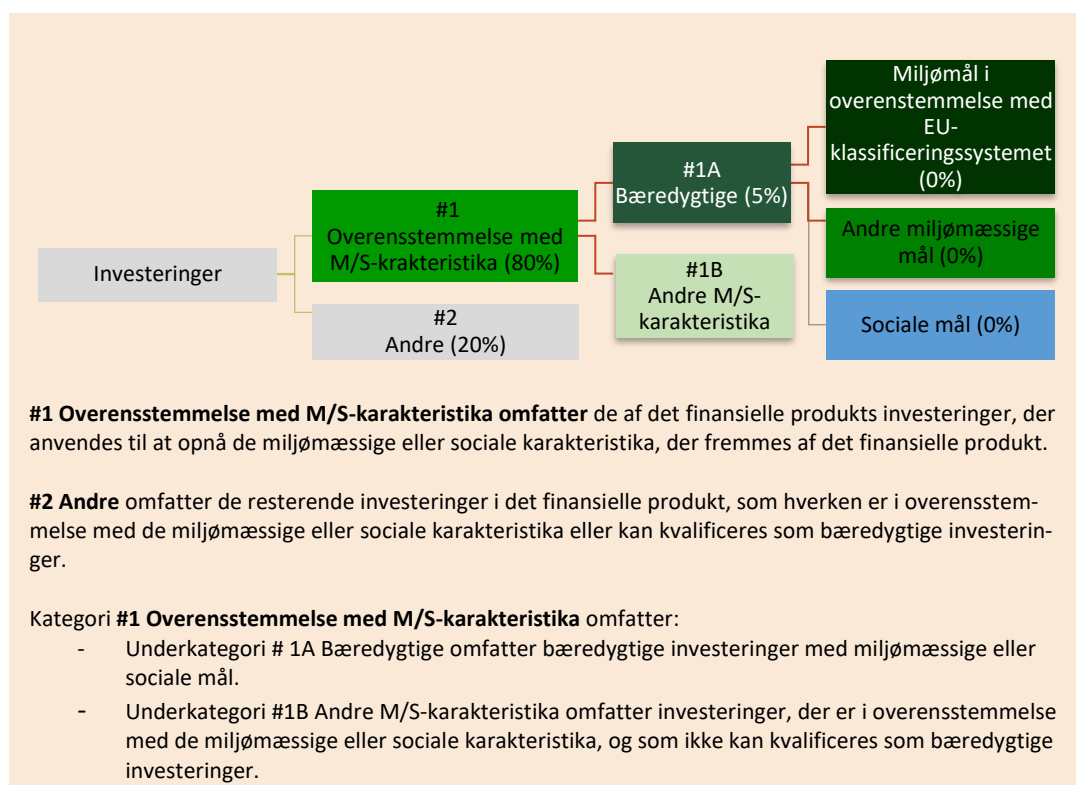 Investeringer
#1
Overensstemmelse med
M/S-krakteristika (80%)
#2
Andre (20%)
#1A
Bæredygtige (5%)
#1B
Andre M/S-
karakteristika
Miljømål i
overenstemmelse med
EU-
klassificeringssystemet
(0%)
Andre miljømæssige
mål (0%)
Sociale mål (0%)
#1 Overensstemmelse med M/S-karakteristika omfatter de af det finansielle produkts investeringer, der
anvendes til at opnå de miljømæssige eller sociale karakteristika, der fremmes af det finansielle produkt.
#2 Andre omfatter de resterende investeringer i det finansielle produkt, som hverken er i overensstem-
melse med de miljømæssige eller sociale karakteristika eller kan kvalificeres som bæredygtige investerin-
ger.
Kategori #1 Overensstemmelse med M/S-karakteristika omfatter:
- Underkategori # 1A Bæredygtige omfatter bæredygtige investeringer med miljømæssige eller
sociale mål.
- Underkategori #1B Andre M/S-karakteristika omfatter investeringer, der er i overensstemmelse
med de miljømæssige eller sociale karakteristika, og som ikke kan kvalificeres som bæredygtige
investeringer.